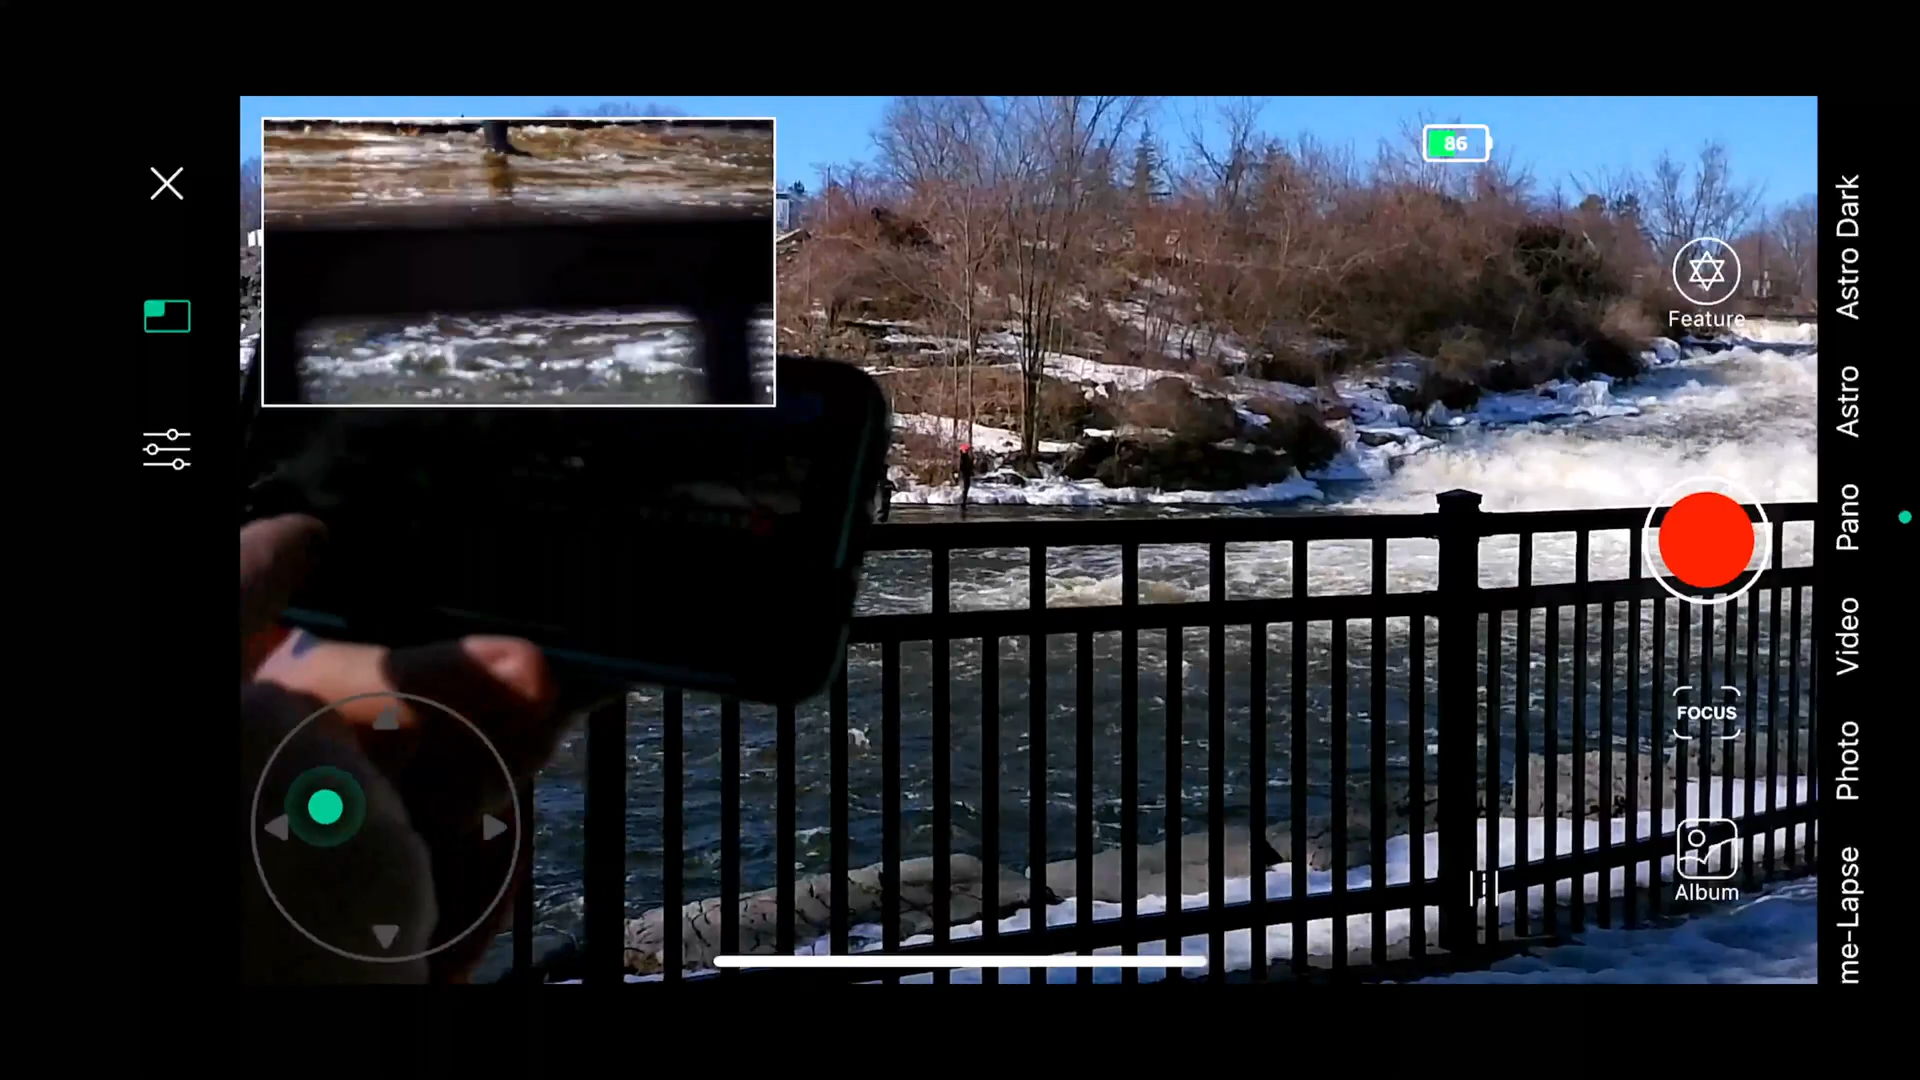 86
Feature
FOCUS
Album
Astro Dark
Astro
Pano
Video
Photo
me-Lapse